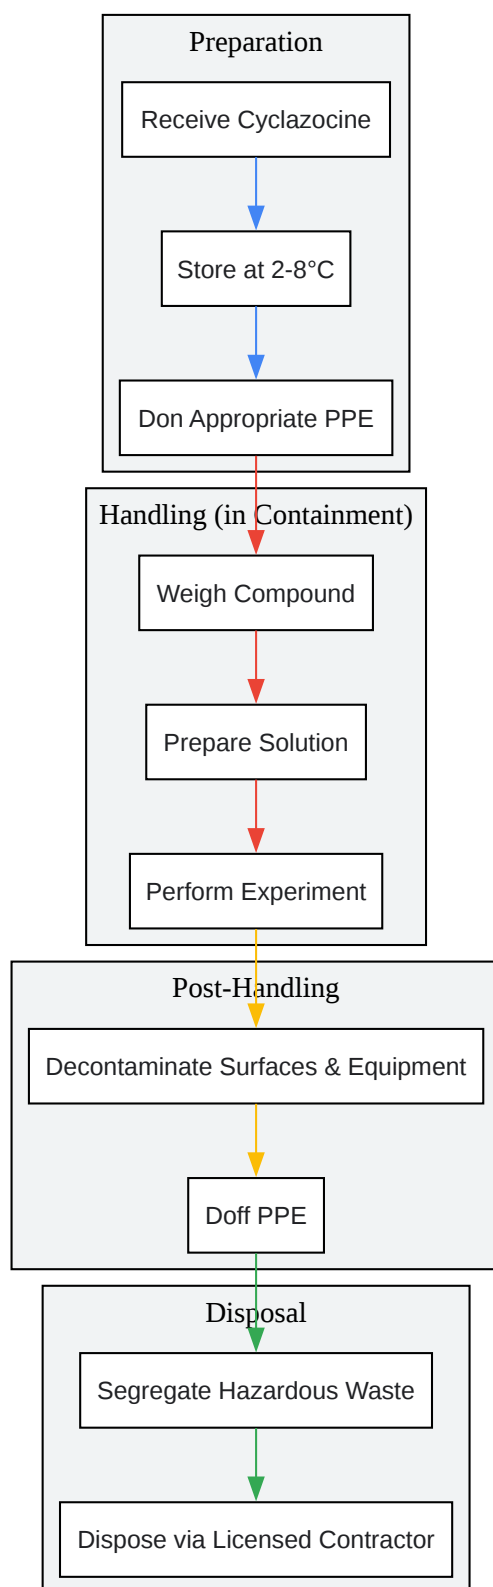 Preparation
Receive Cyclazocine
Store at 2-8°C
Don Appropriate PPE
Handling (in Containment)
Weigh Compound
Prepare Solution
Perform Experiment
Post-Handling
Decontaminate Surfaces & Equipment
Doff PPE
Disposal
Segregate Hazardous Waste
Dispose via Licensed Contractor